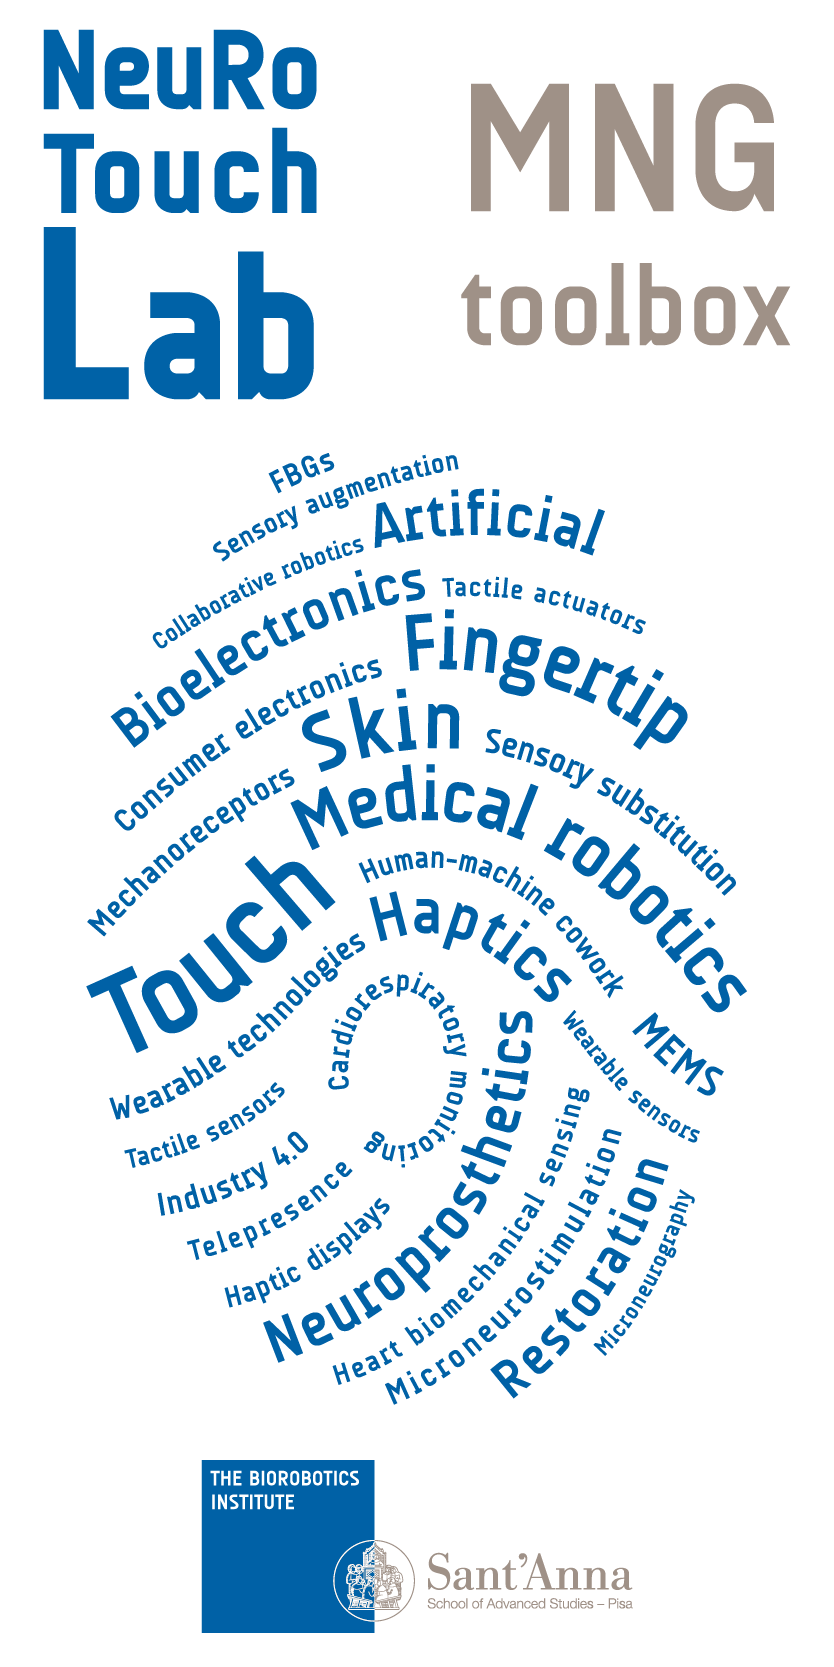 NeuRo
Touch
Lab
MNG
toolbox
FBGs
Sensory augmentation
Artificial
Collaborative robotics
Bioelectronics
Tactile actuators
Fingertip
Consumer electronics
Skin
Sensory substitution
Mechanoreceptors
Medical robotics
Touch
Human-machine cowork
Haptics
Wearable technologies
Cardiorespiratory monitoring
MEMS
Wearable sensors
Tactile sensors
Industry 4.0
Telepresence
Haptic displays
Neuroprosthetics
Heart biomechanical sensing
Microneurostimulation
Restoration
Microneurography
THE BIOROBOTICS
INSTITUTE
Sant'Anna
School of Advanced Studies – Pisa